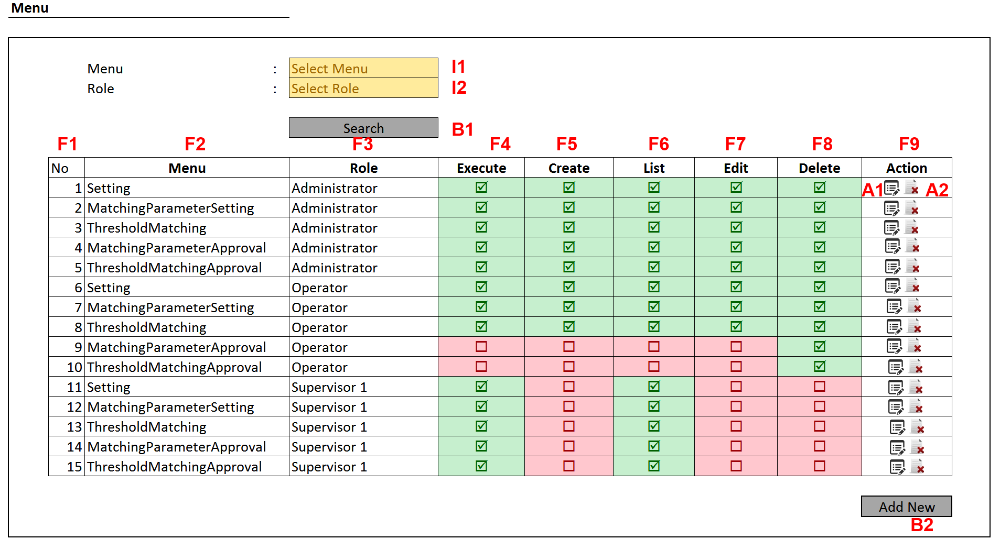 Menu
Menu : Select Menu I1
Role : Select Role I2
Search B1
F1 F2 F3 F4 F5 F6 F7 F8 F9
No Menu Role Execute Create List Edit Delete Action
1 Setting Administrator ☑ ☑ ☑ ☑ ☑ A1 A2
2 MatchingParameterSetting Administrator ☑ ☑ ☑ ☑ ☑
3 ThresholdMatching Administrator ☑ ☑ ☑ ☑ ☑
4 MatchingParameterApproval Administrator ☑ ☑ ☑ ☑ ☑
5 ThresholdMatchingApproval Administrator ☑ ☑ ☑ ☑ ☑
6 Setting Operator ☑ ☑ ☑ ☑ ☑
7 MatchingParameterSetting Operator ☑ ☑ ☑ ☑ ☑
8 ThresholdMatching Operator ☑ ☑ ☑ ☑ ☑
9 MatchingParameterApproval Operator ☐ ☐ ☐ ☐ ☑
10 ThresholdMatchingApproval Operator ☐ ☐ ☐ ☐ ☑
11 Setting Supervisor 1 ☑ ☐ ☑ ☐ ☐
12 MatchingParameterSetting Supervisor 1 ☑ ☐ ☑ ☐ ☐
13 ThresholdMatching Supervisor 1 ☑ ☐ ☑ ☐ ☐
14 MatchingParameterApproval Supervisor 1 ☑ ☐ ☑ ☐ ☐
15 ThresholdMatchingApproval Supervisor 1 ☑ ☐ ☑ ☐ ☐
Add New
B2